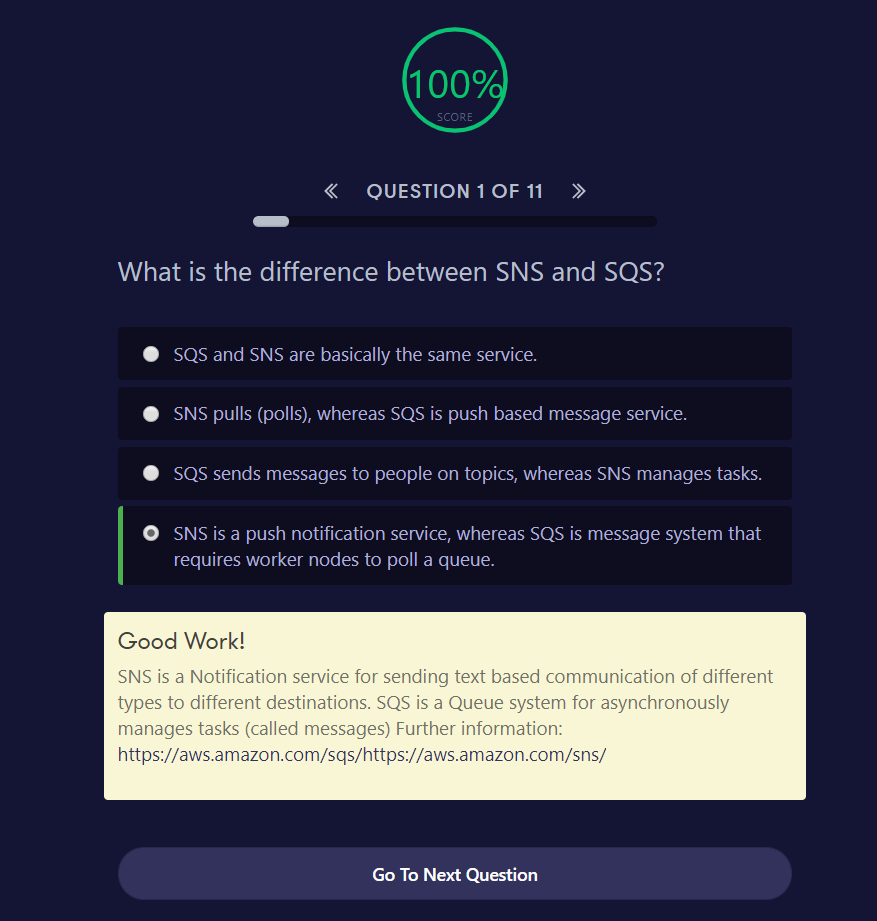 100%
SCORE
QUESTION 1 OF 11
What is the difference between SNS and SQS?
SQS and SNS are basically the same service.
SNS pulls (polls), whereas SQS is push based message service.
SQS sends messages to people on topics, whereas SNS manages tasks.
SNS is a push notification service, whereas SQS is message system that
requires worker nodes to poll a queue.
Good Work!
SNS is a Notification service for sending text based communication of different
types to different destinations. SQS is a Queue system for asynchronously
manages tasks (called messages) Further information:
https://aws.amazon.com/sqs/https://aws.amazon.com/sns/
Go To Next Question